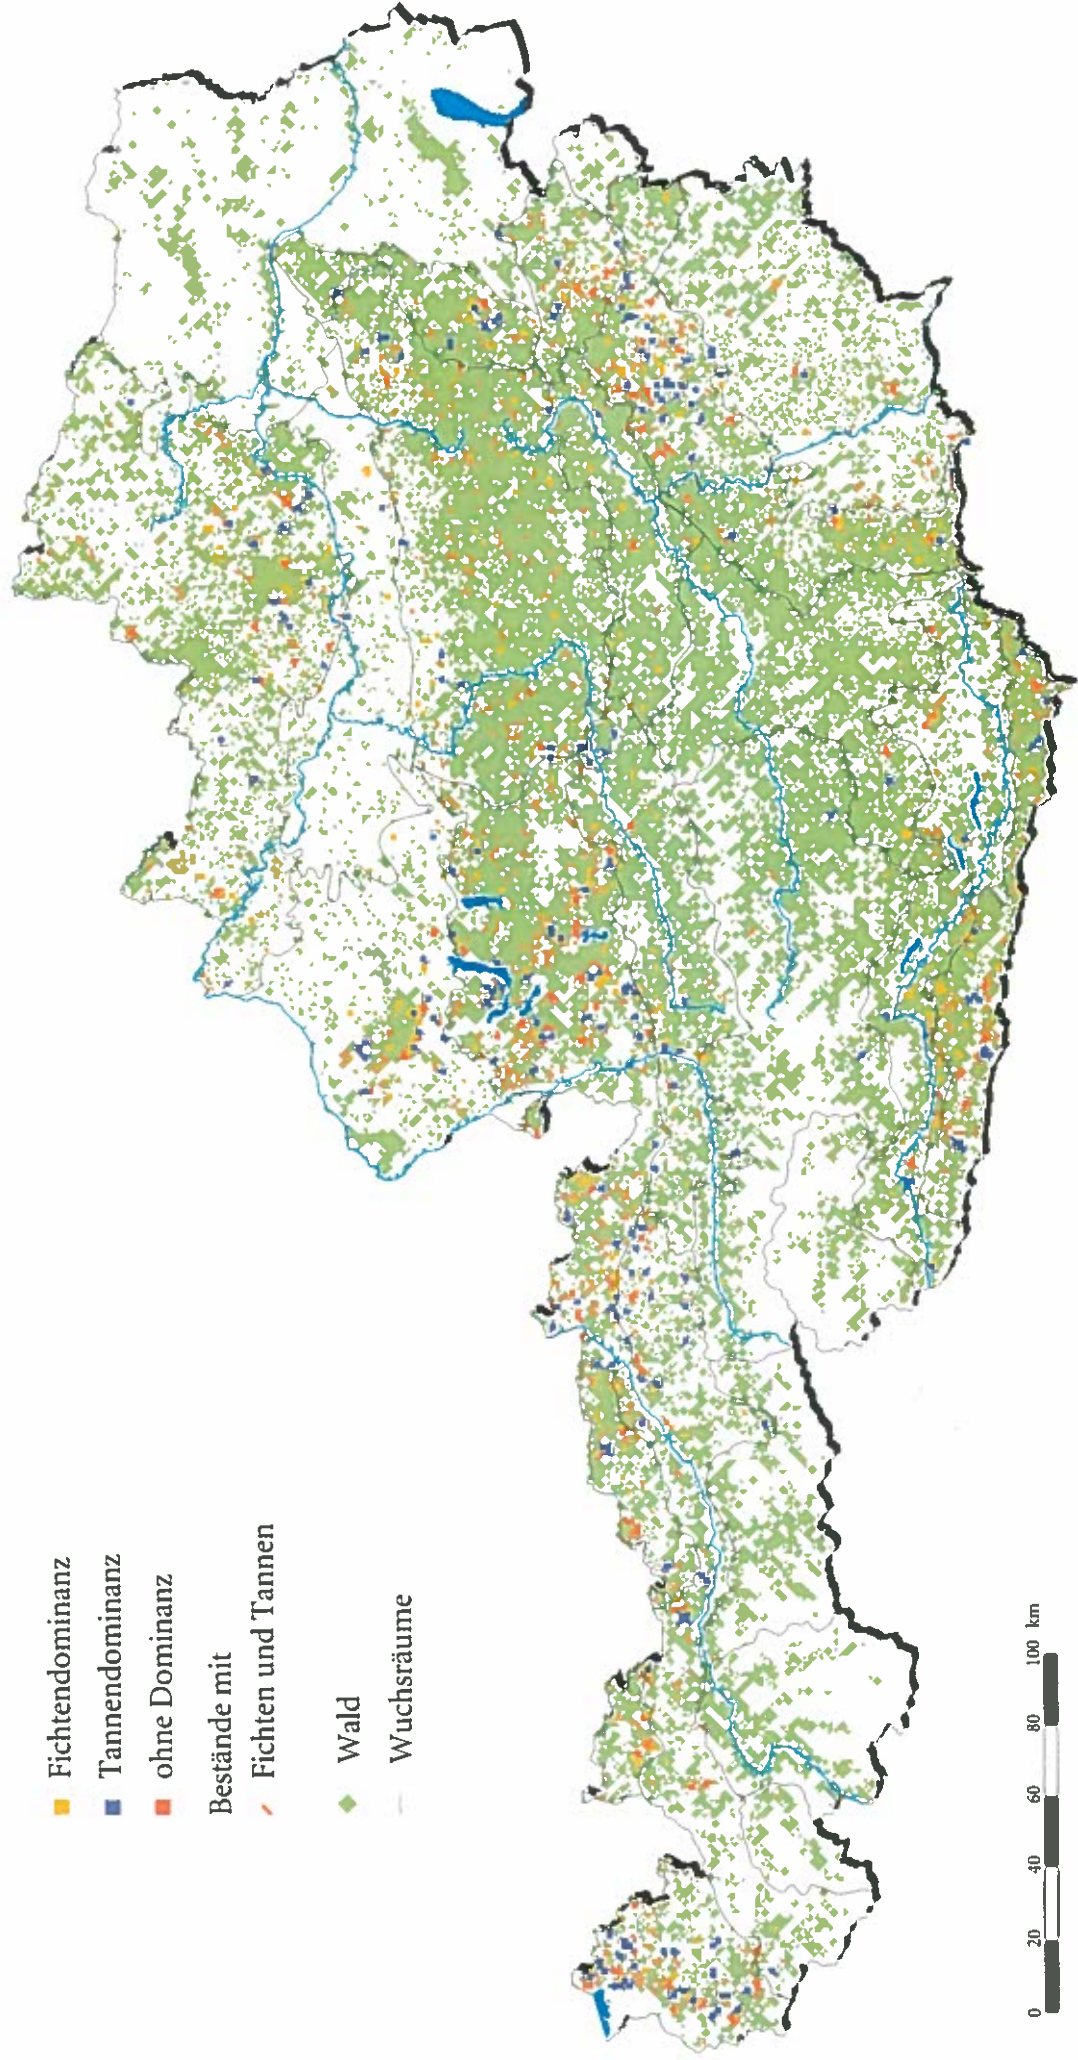 Fichtendominanz
Tannendominanz
ohne Dominanz
Bestände mit
Fichten und Tannen
Wald
Wuchsräume
0 20 40 60 80 100 km